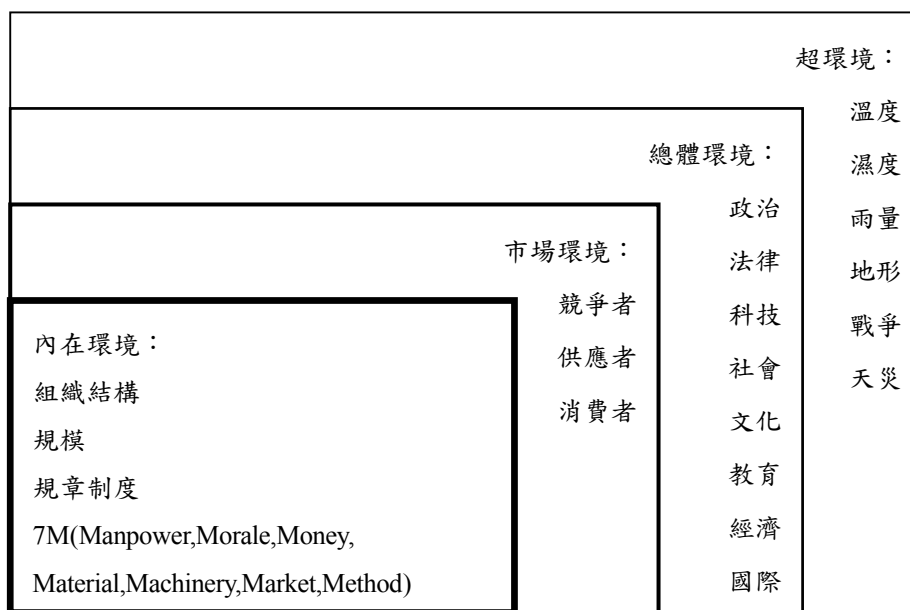 超環境：
溫度
濕度
雨量
地形
戰爭
天災
總體環境：
政治
法律
科技
社會
文化
教育
經濟
國際
市場環境：
競爭者
供應者
消費者
內在環境：
組織結構
規模
規章制度
7M(Manpower,Morale,Money,
Material,Machinery,Market,Method)